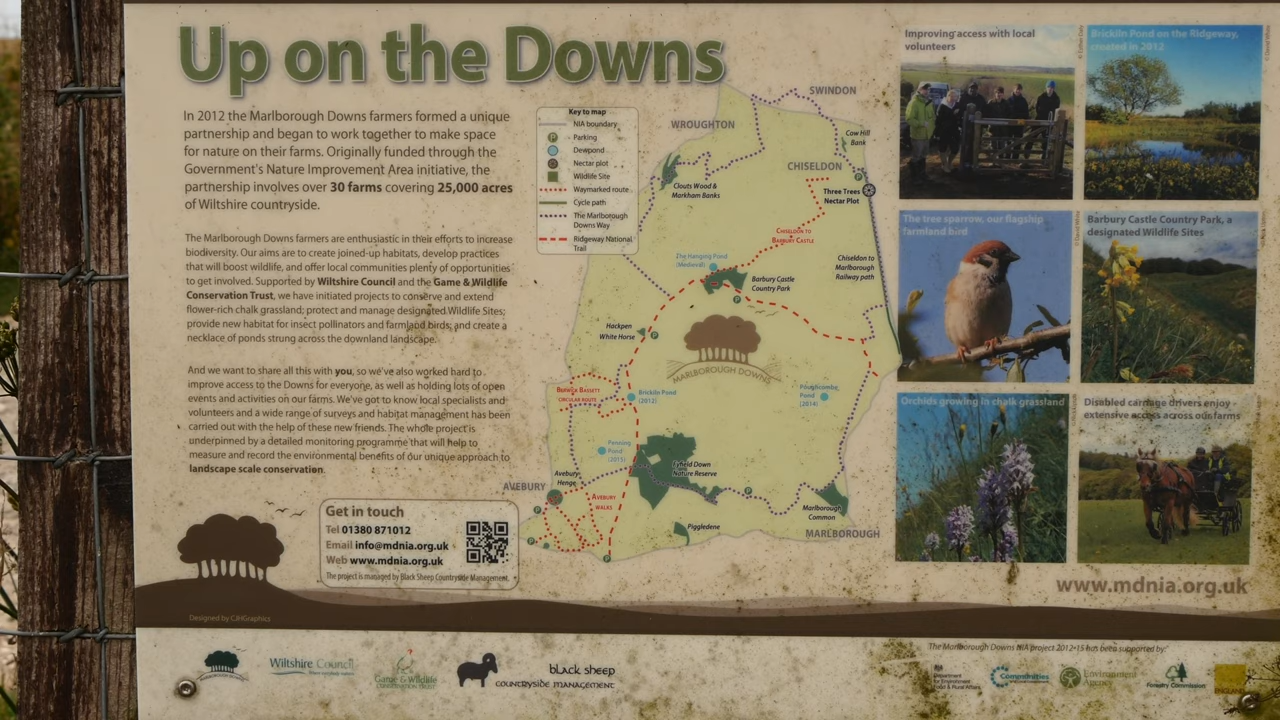 Up on the Downs
In 2012 the Marlborough Downs farmers formed a unique
partnership and began to work together to make space
for nature on their farms. Originally funded through the
Government's Nature Improvement Area initiative, the
partnership involves over 30 farms covering 25,000 acres
of Wiltshire countryside.
The Marlborough Downs farmers are enthusiastic in their efforts to increase
biodiversity. Our aims are to create joined-up habitats, develop practices
that will boost wildlife, and offer local communities plenty of opportunities
to get involved. Supported by Wiltshire Council and the Game & Wildlife
Conservation Trust, we have initiated projects to conserve and extend
flower-rich chalk grassland; protect and manage designated Wildlife Sites;
provide new habitat for insect pollinators and farmland birds; and create a
necklace of ponds strung across the downland landscape.
And we want to share all this with you, so we've also worked hard to
improve access to the Downs for everyone, as well as holding lots of open
events and activities on our farms. We've got to know local specialists and
volunteers and a wide range of surveys and habitat management has been
carried out with the help of these new friends. The whole project is
underpinned by a detailed monitoring programme that will help to
measure and record the environmental benefits of our unique approach to
landscape scale conservation.
Get in touch
Tel 01380 871012
Email info@mdnia.org.uk
Web www.mdnia.org.uk
The project is managed by Black Sheep Countryside Management.
Designed by CJHGraphics
Key to map
NIA boundary
P Parking
Dewpond
Nectar plot
Wildlife Site
Waymarked route
Cycle path
The Marlborough
Downs Way
Ridgeway National
Trail
SWINDON
WROUGHTON
Cow Hill
Bank
CHISELDON
P
Clouts Wood &
Markham Banks
Three Trees
Nectar Plot
CHISELDON TO
BARBURY CASTLE
The Hanging Pond
(Medieval)
Chiseldon to
Marlborough
Railway path
Barbury Castle
Country Park
P
Hackpen
White Horse
P
MARLBOROUGH DOWNS
BERWICK BASSETT
CIRCULAR ROUTE
Brickiln Pond
(2012)
Poughcombe
Pond
(2014)
Penning
Pond
(2015)
Fyfield Down
Nature Reserve
Avebury
Henge
AVEBURY
AVEBURY
WALKS
P
P
Marlborough
Common
Piggledene
MARLBOROUGH
P
P
Improving access with local
volunteers
Brickiln Pond on the Ridgeway,
created in 2012
The tree sparrow, our flagship
farmland bird
Barbury Castle Country Park, a
designated Wildlife Sites
Orchids growing in chalk grassland
Disabled carriage drivers enjoy
extensive access across our farms
www.mdnia.org.uk
Wiltshire Council
Where everybody matters
Game & Wildlife
CONSERVATION TRUST
black sheep
COUNTRYSIDE MANAGEMENT
The Marlborough Downs NIA project 2012-15 has been supported by:
Department
for Environment
Food & Rural Affairs
Communities
Environment
Agency
Forestry Commission
ENGLAND